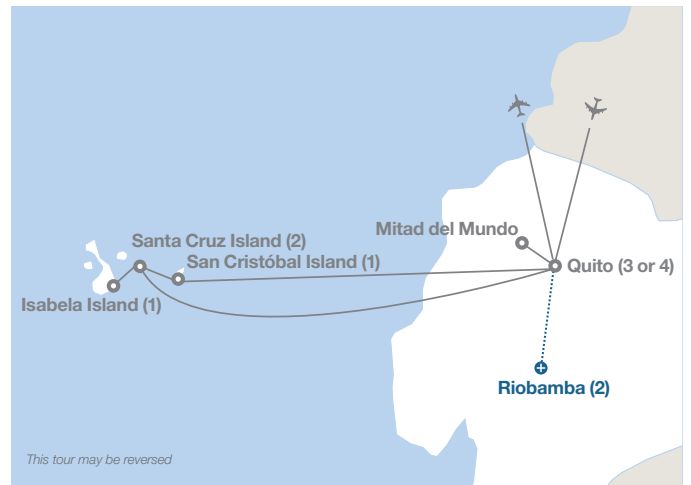 Mitad del Mundo
Santa Cruz Island (2)
San Cristóbal Island (1)
Quito (3 or 4)
Isabela Island (1)
Riobamba (2)
This tour may be reversed